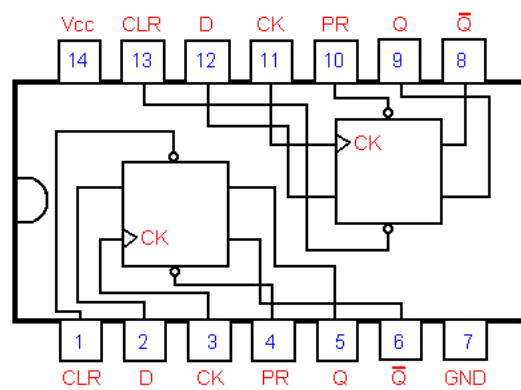 Vcc CLR D CK PR Q Q̅
14 13 12 11 10 9 8
CK
CK
1 2 3 4 5 6 7
CLR D CK PR Q Q̅ GND